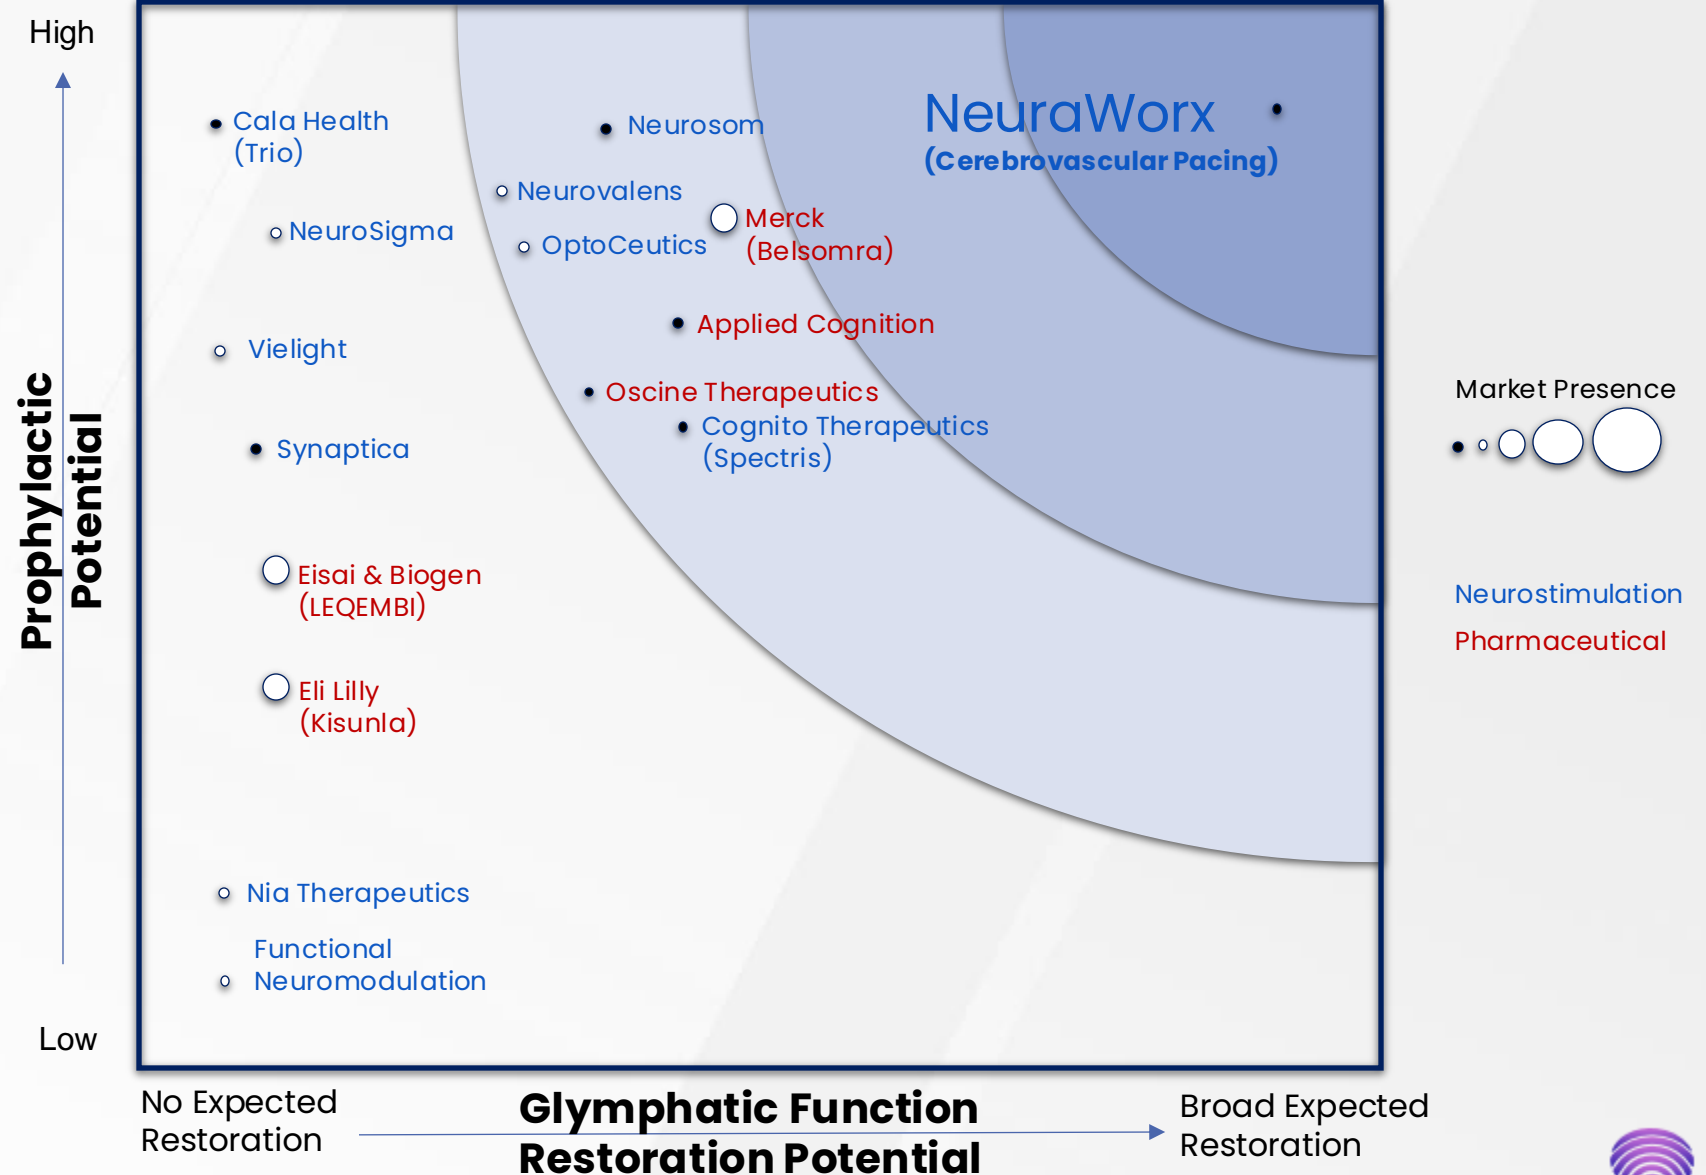 High
Cala Health
(Trio)
Neurosom
NeuraWorx
(Cerebrovascular Pacing)
Neurovalens
NeuroSigma
OptoCeutics
Merck
(Belsomra)
Vielight
Applied Cognition
Oscine Therapeutics
Cognito Therapeutics
(Spectris)
Synaptica
Eisai & Biogen
(LEQEMBI)
Eli Lilly
(Kisunla)
Nia Therapeutics
Functional
Neuromodulation
Prophylactic
Potential
Low
Market Presence
Neurostimulation
Pharmaceutical
No Expected
Restoration
Glymphatic Function
Restoration Potential
Broad Expected
Restoration